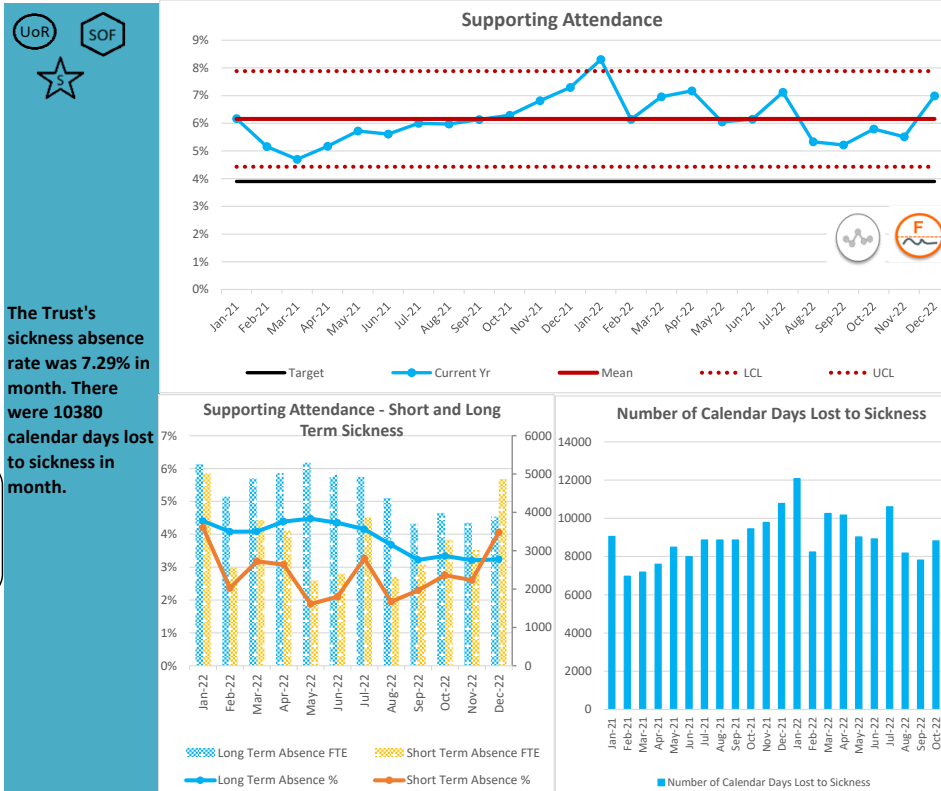 UoR
SOF
S
The Trust's
sickness absence
rate was 7.29% in
month. There
were 10380
calendar days lost
to sickness in
month.
Supporting Attendance
9%
8%
7%
6%
5%
4%
3%
2%
1%
0%
Jan-21 Feb-21 Mar-21 Apr-21 May-21 Jun-21 Jul-21 Aug-21 Sep-21 Oct-21 Nov-21 Dec-21 Jan-22 Feb-22 Mar-22 Apr-22 May-22 Jun-22 Jul-22 Aug-22 Sep-22 Oct-22 Nov-22 Dec-22
F
Target Current Yr Mean LCL UCL
Supporting Attendance - Short and Long
Term Sickness
7%
6%
5%
4%
3%
2%
1%
0%
6000
5000
4000
3000
2000
1000
0
Jan-22 Feb-22 Mar-22 Apr-22 May-22 Jun-22 Jul-22 Aug-22 Sep-22 Oct-22 Nov-22 Dec-22
Long Term Absence FTE Short Term Absence FTE
Long Term Absence % Short Term Absence %
Number of Calendar Days Lost to Sickness
14000
12000
10000
8000
6000
4000
2000
0
Jan-21 Feb-21 Mar-21 Apr-21 May-21 Jun-21 Jul-21 Aug-21 Sep-21 Oct-21 Nov-21 Dec-21 Jan-22 Feb-22 Mar-22 Apr-22 May-22 Jun-22 Jul-22 Aug-22 Sep-22 Oct-22
Number of Calendar Days Lost to Sickness